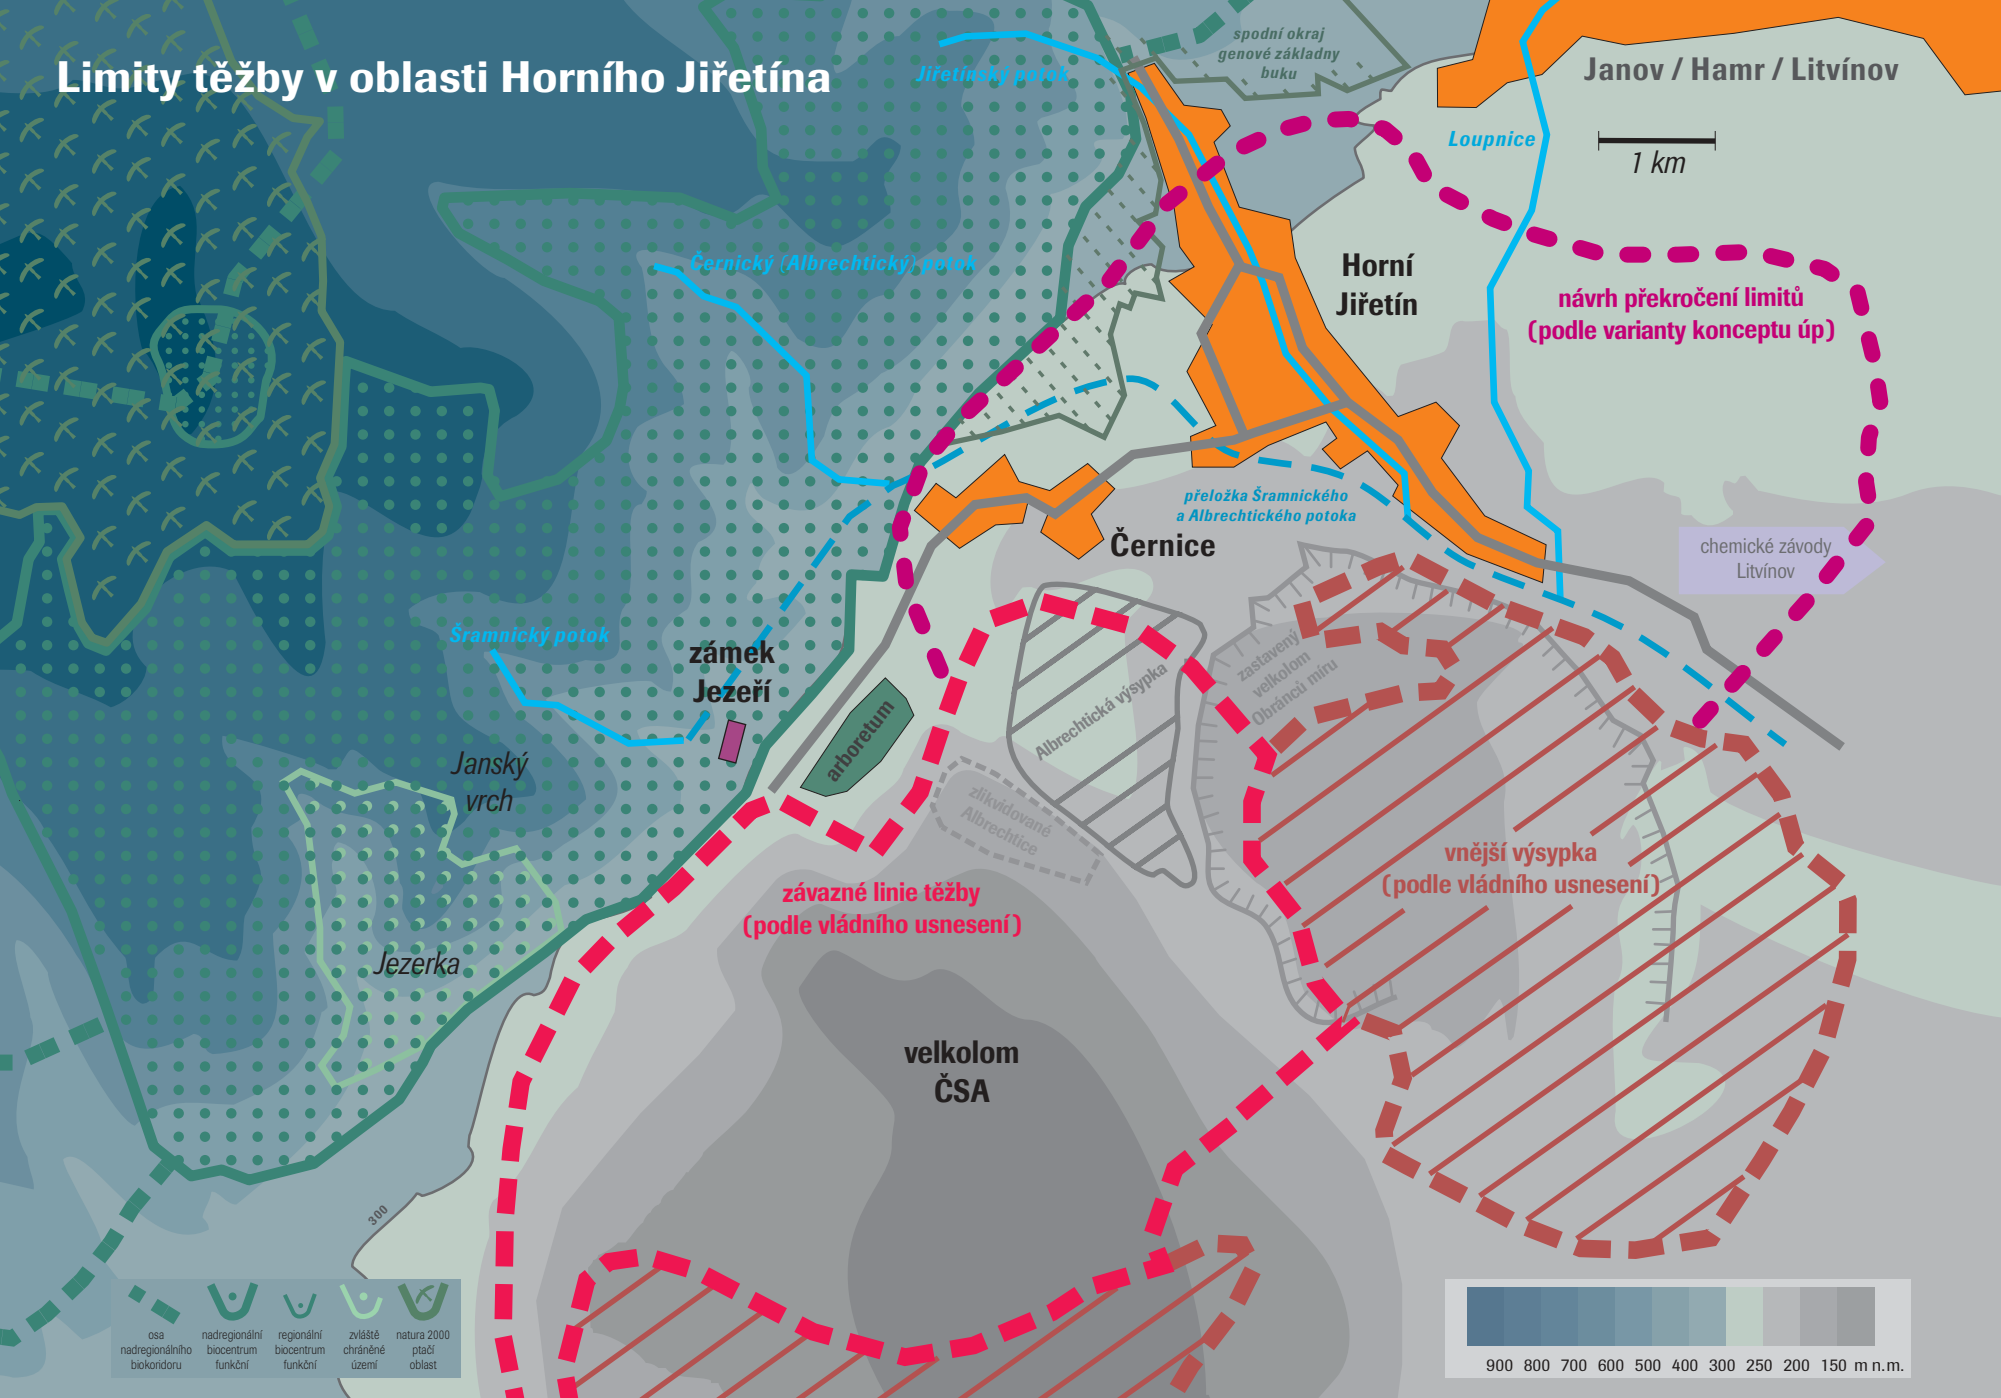 Limity těžby v oblasti Horního Jiřetína
spodní okraj
genové základny
buku
Jiřetínský potok
Janov / Hamr / Litvínov
Loupnice
1 km
Černický (Albrechtický) potok
Horní
Jiřetín
návrh překročení limitů
(podle varianty konceptu úp)
přeložka Šramnického
a Albrechtického potoka
Černice
chemické závody
Litvínov
Šramnický potok
zámek
Jezeří
zastavený
velkolom
Obránců míru
Albrechtická výsypka
arboretum
Janský
vrch
zlikvidované
Albrechtice
vnější výsypka
(podle vládního usnesení)
závazné linie těžby
(podle vládního usnesení)
Jezerka
velkolom
ČSA
300
osa
nadregionálního
biokoridoru
nadregionální
biocentrum
funkční
regionální
biocentrum
funkční
zvláště
chráněné
území
natura 2000
ptačí
oblast
900 800 700 600 500 400 300 250 200 150 m n.m.